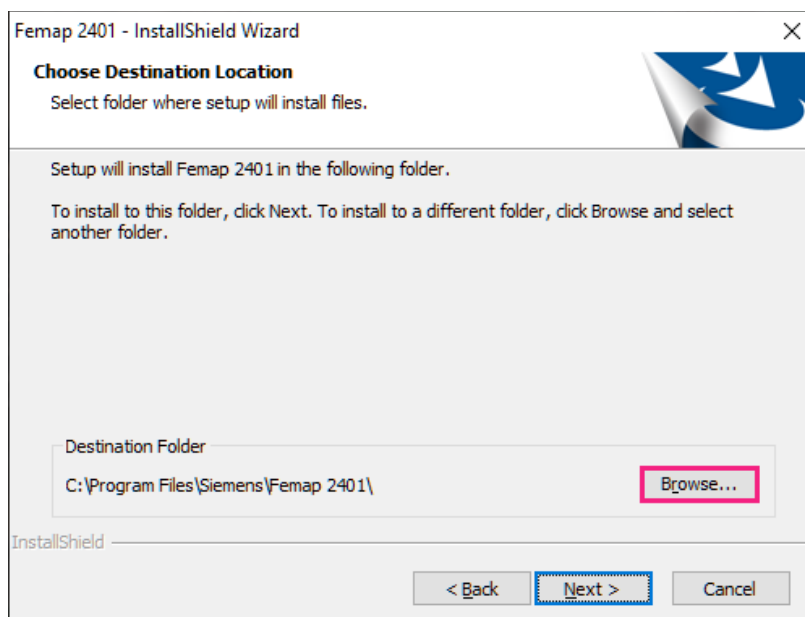 Femap 2401 - InstallShield Wizard
Choose Destination Location
Select folder where setup will install files.
Setup will install Femap 2401 in the following folder.
To install to this folder, click Next. To install to a different folder, click Browse and select
another folder.
Destination Folder
C:\Program Files\Siemens\Femap 2401\
Browse...
InstallShield
< Back
Next >
Cancel